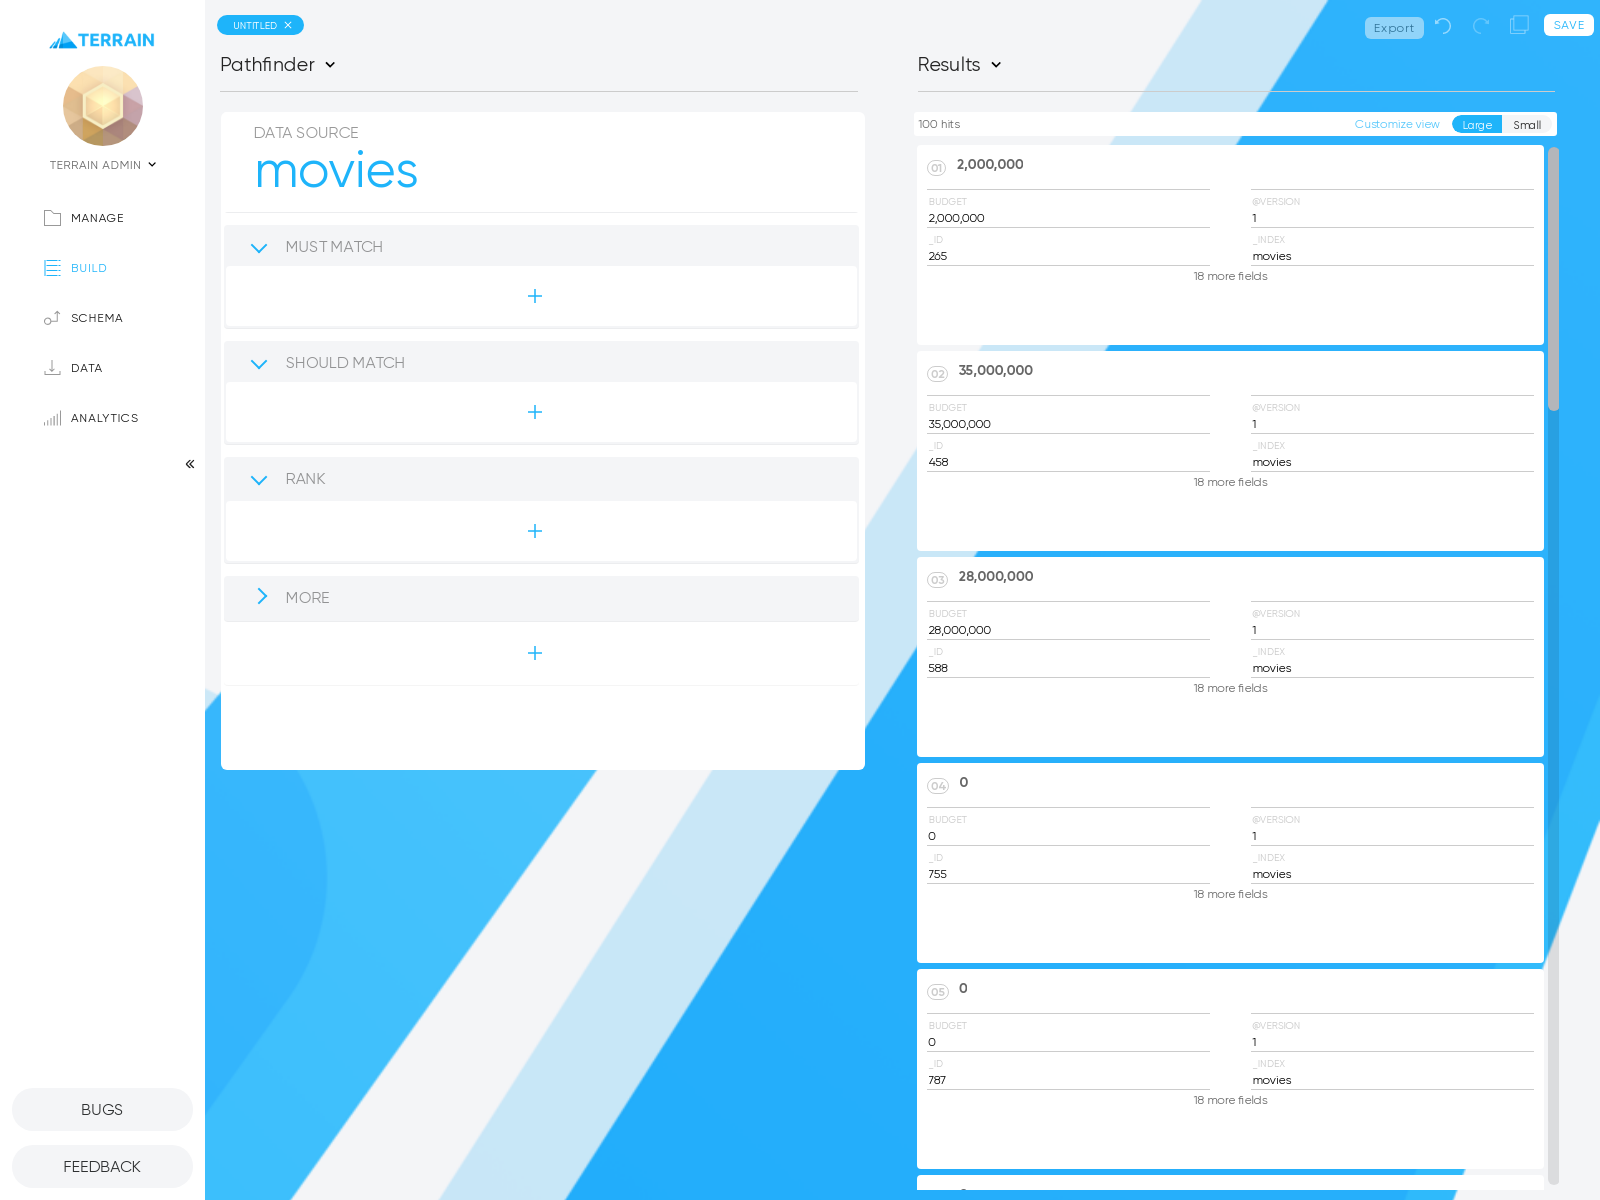 TERRAIN
TERRAIN ADMIN
MANAGE
BUILD
SCHEMA
DATA
ANALYTICS
BUGS
FEEDBACK
UNTITLED
Export
SAVE
Pathfinder
DATA SOURCE
movies
MUST MATCH
+
SHOULD MATCH
+
RANK
+
MORE
+
Results
100 hits
Customize view
Large
Small
01 2,000,000
BUDGET @VERSION
2,000,000 1
_ID _INDEX
265 movies
18 more fields
02 35,000,000
BUDGET @VERSION
35,000,000 1
_ID _INDEX
458 movies
18 more fields
03 28,000,000
BUDGET @VERSION
28,000,000 1
_ID _INDEX
588 movies
18 more fields
04 0
BUDGET @VERSION
0 1
_ID _INDEX
755 movies
18 more fields
05 0
BUDGET @VERSION
0 1
_ID _INDEX
787 movies
18 more fields